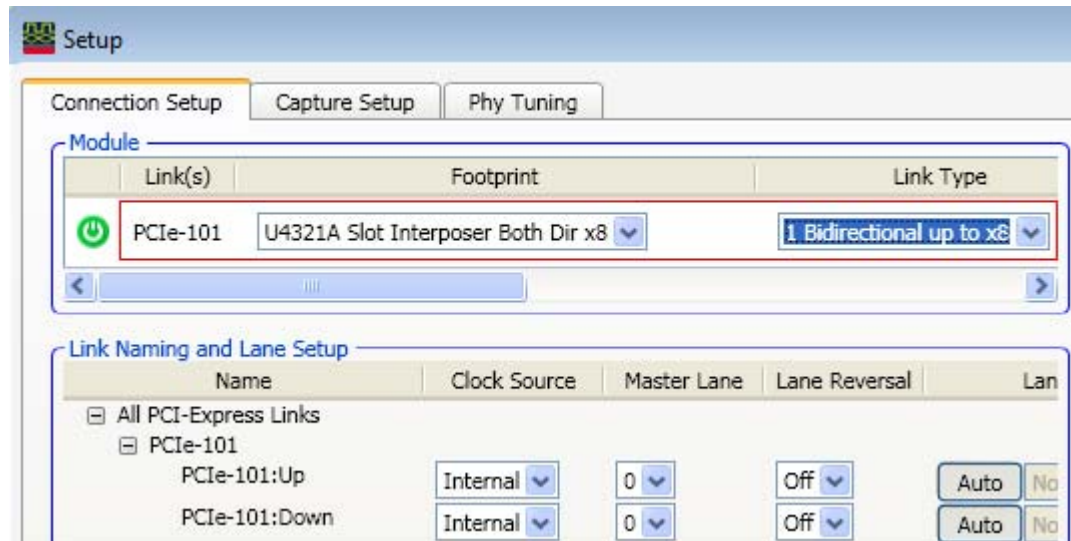 Setup
Connection Setup Capture Setup Phy Tuning
Module
Link(s) Footprint Link Type
PCIe-101 U4321A Slot Interposer Both Dir x8 1 Bidirectional up to x8
Link Naming and Lane Setup
Name Clock Source Master Lane Lane Reversal Lan
All PCI-Express Links
PCIe-101
PCIe-101:Up Internal 0 Off Auto No
PCIe-101:Down Internal 0 Off Auto No